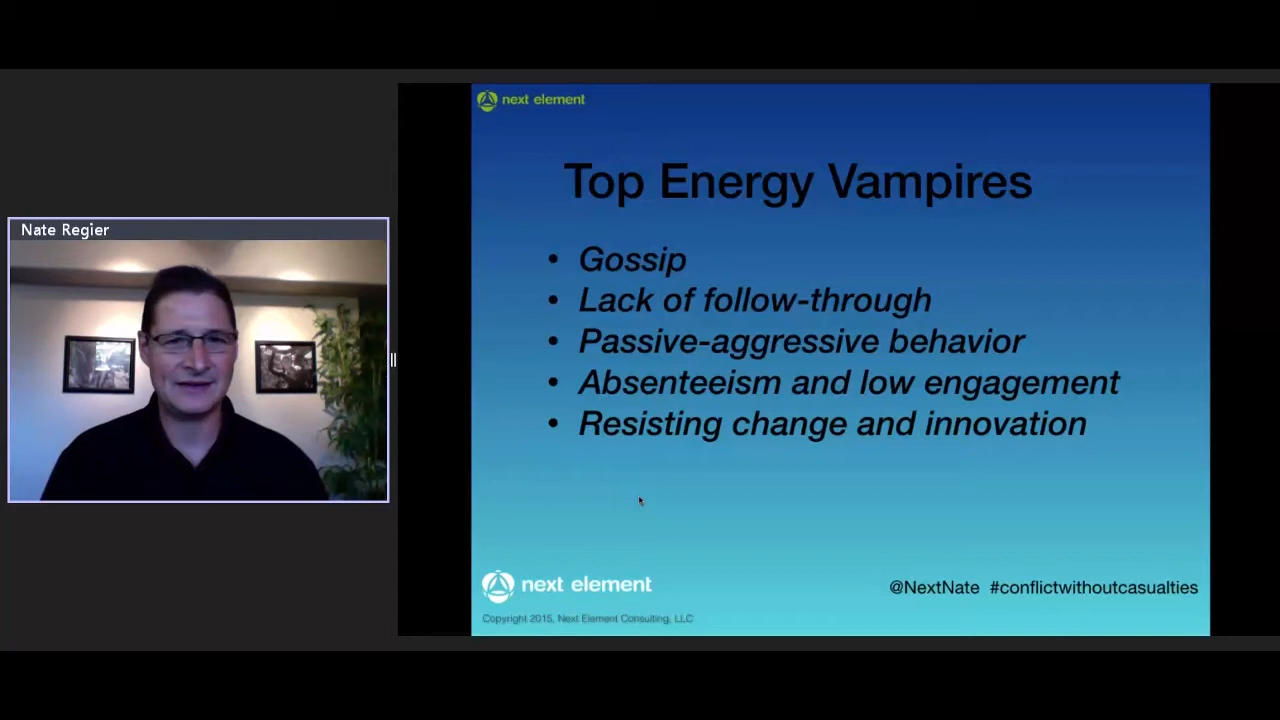 Nate Regier
next element
Top Energy Vampires
• Gossip
• Lack of follow-through
• Passive-aggressive behavior
• Absenteeism and low engagement
• Resisting change and innovation
next element
@NextNate #conflictwithoutcasualties
Copyright 2015, Next Element Consulting, LLC